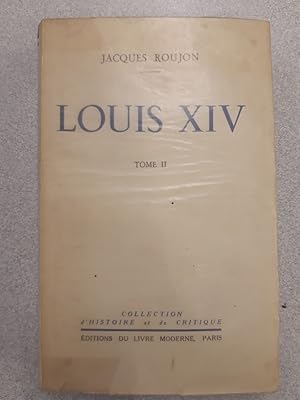 JACQUES ROUJON
LOUIS XIV
TOME II
COLLECTION
d'HISTOIRE et de CRITIQUE
ÉDITIONS DU LIVRE MODERNE, PARIS